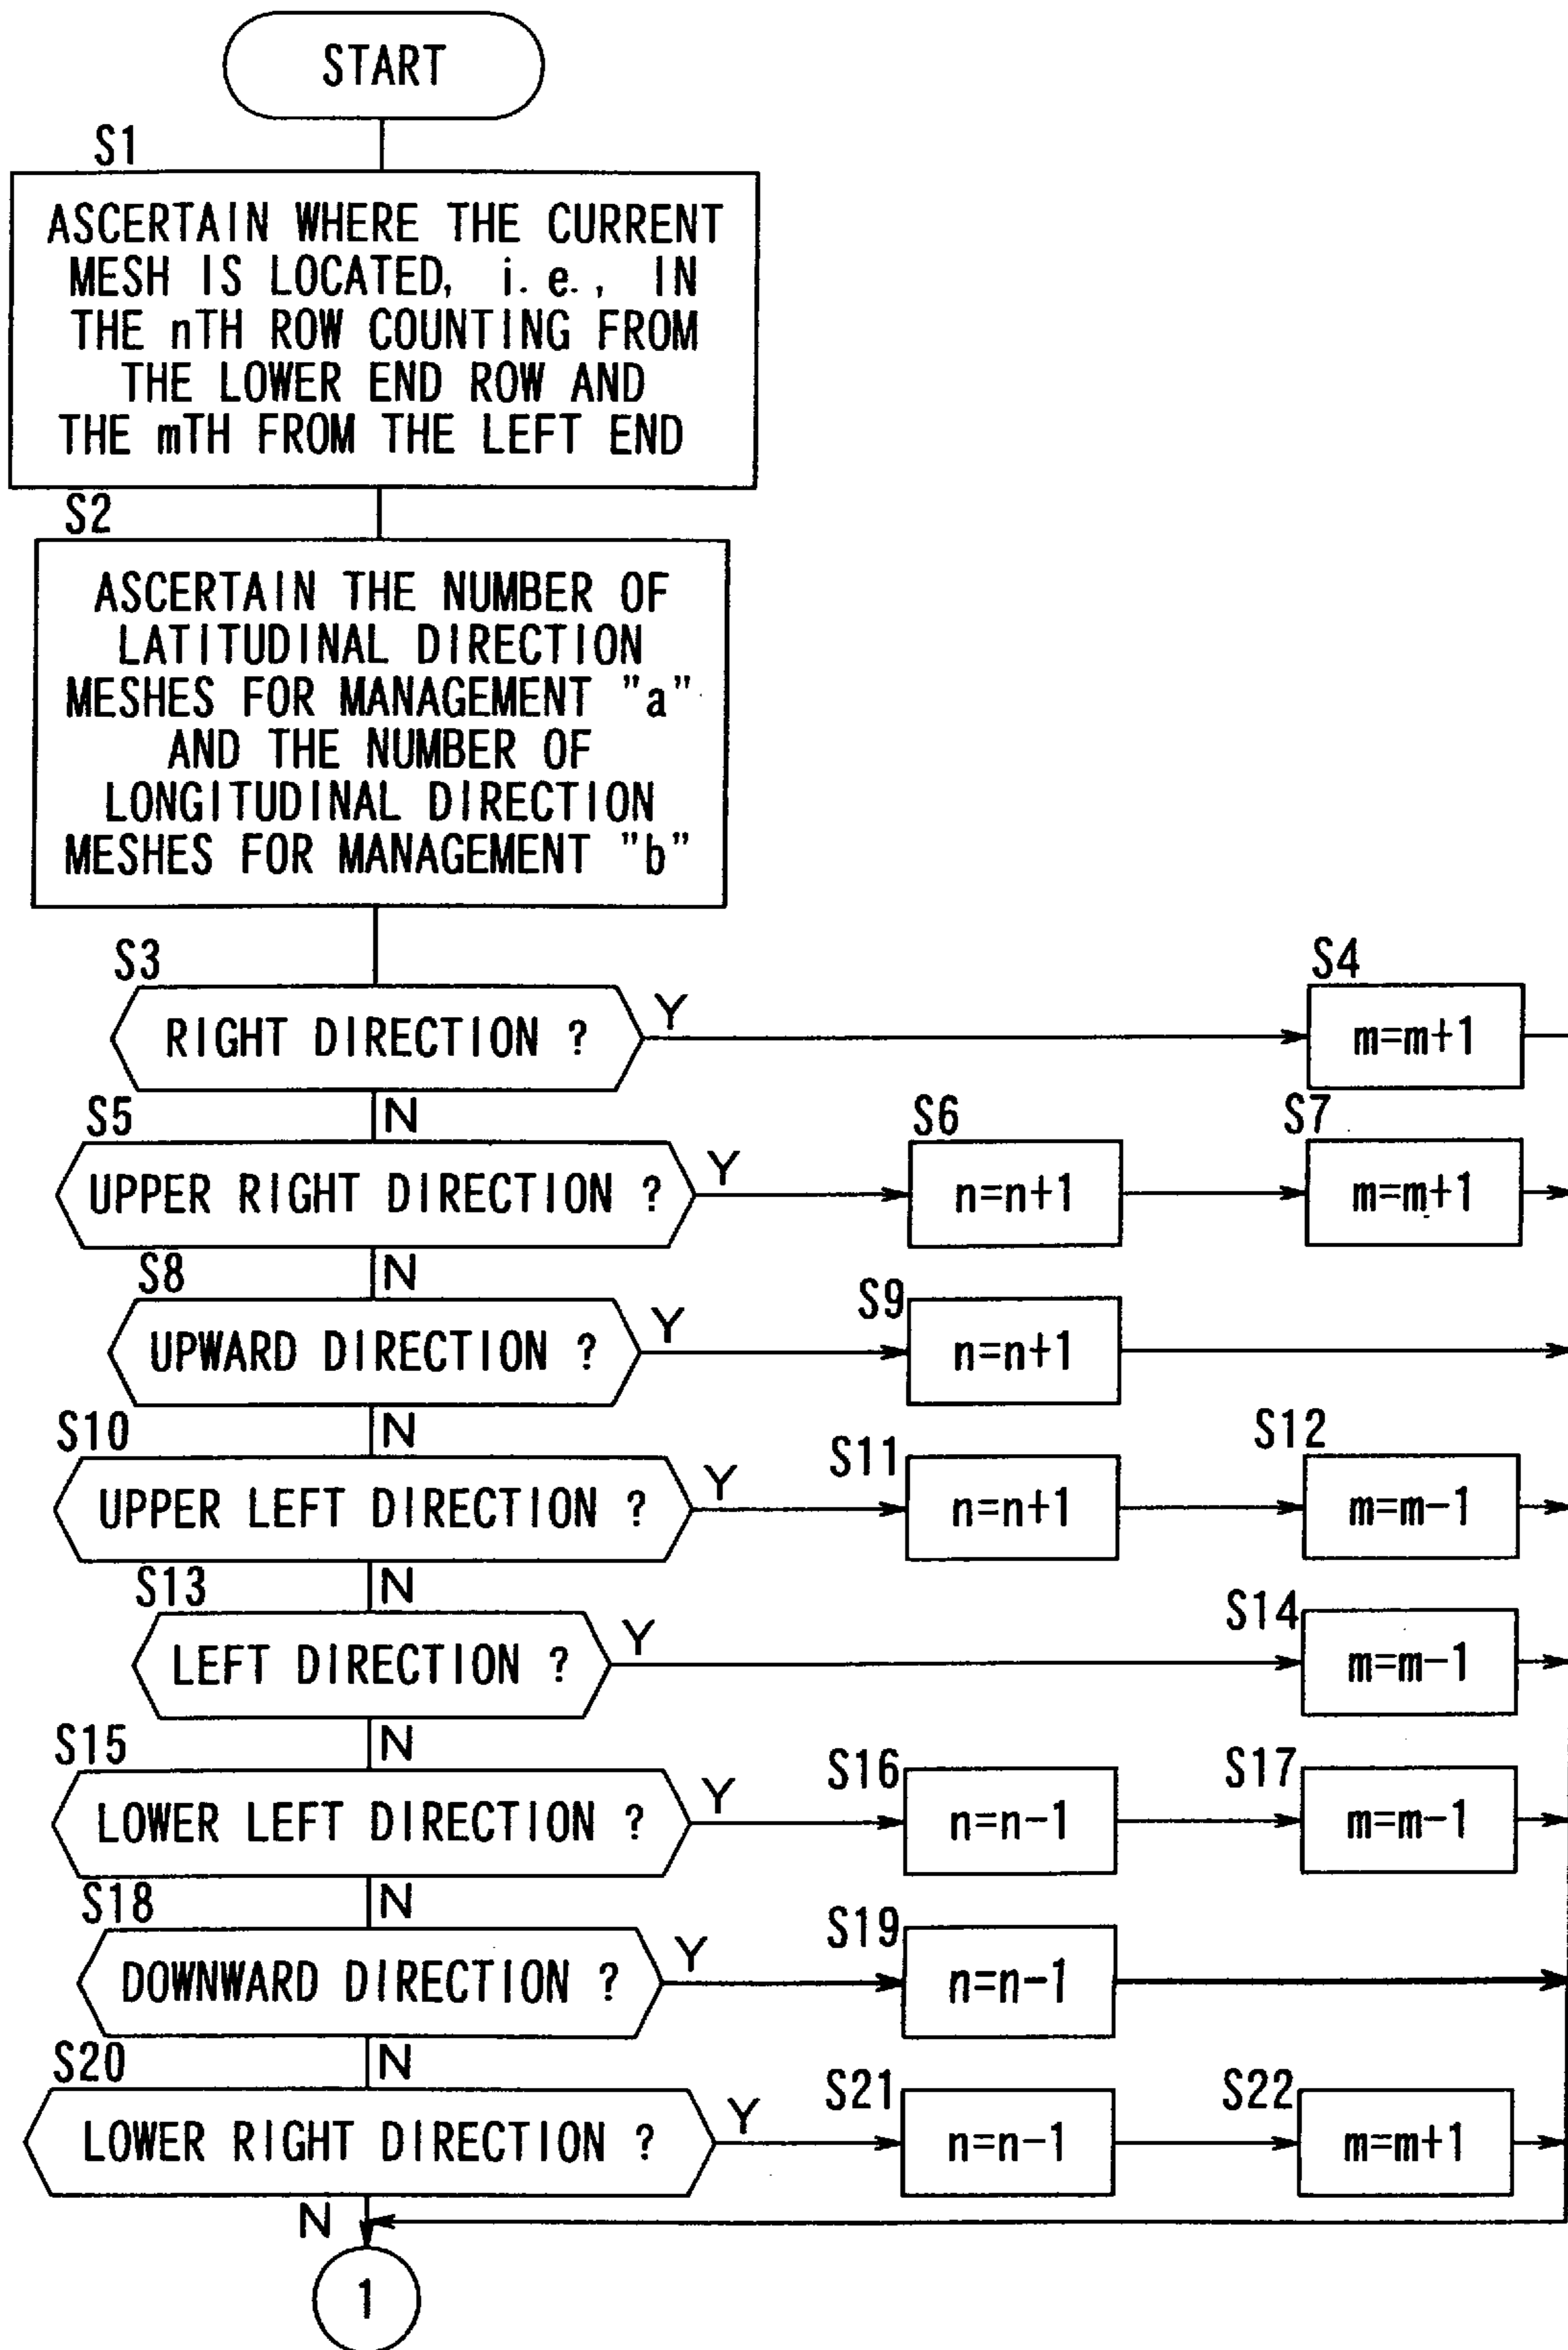 START
S1
ASCERTAIN WHERE THE CURRENT
MESH IS LOCATED, i.e., IN
THE nTH ROW COUNTING FROM
THE LOWER END ROW AND
THE mTH FROM THE LEFT END
S2
ASCERTAIN THE NUMBER OF
LATITUDINAL DIRECTION
MESHES FOR MANAGEMENT "a"
AND THE NUMBER OF
LONGITUDINAL DIRECTION
MESHES FOR MANAGEMENT "b"
S3
RIGHT DIRECTION ?
Y
S4
m=m+1
N
S5
UPPER RIGHT DIRECTION ?
Y
S6
n=n+1
S7
m=m+1
N
S8
UPWARD DIRECTION ?
Y
S9
n=n+1
N
S10
UPPER LEFT DIRECTION ?
Y
S11
n=n+1
S12
m=m-1
N
S13
LEFT DIRECTION ?
Y
S14
m=m-1
N
S15
LOWER LEFT DIRECTION ?
Y
S16
n=n-1
S17
m=m-1
N
S18
DOWNWARD DIRECTION ?
Y
S19
n=n-1
N
S20
LOWER RIGHT DIRECTION ?
Y
S21
n=n-1
S22
m=m+1
N
1